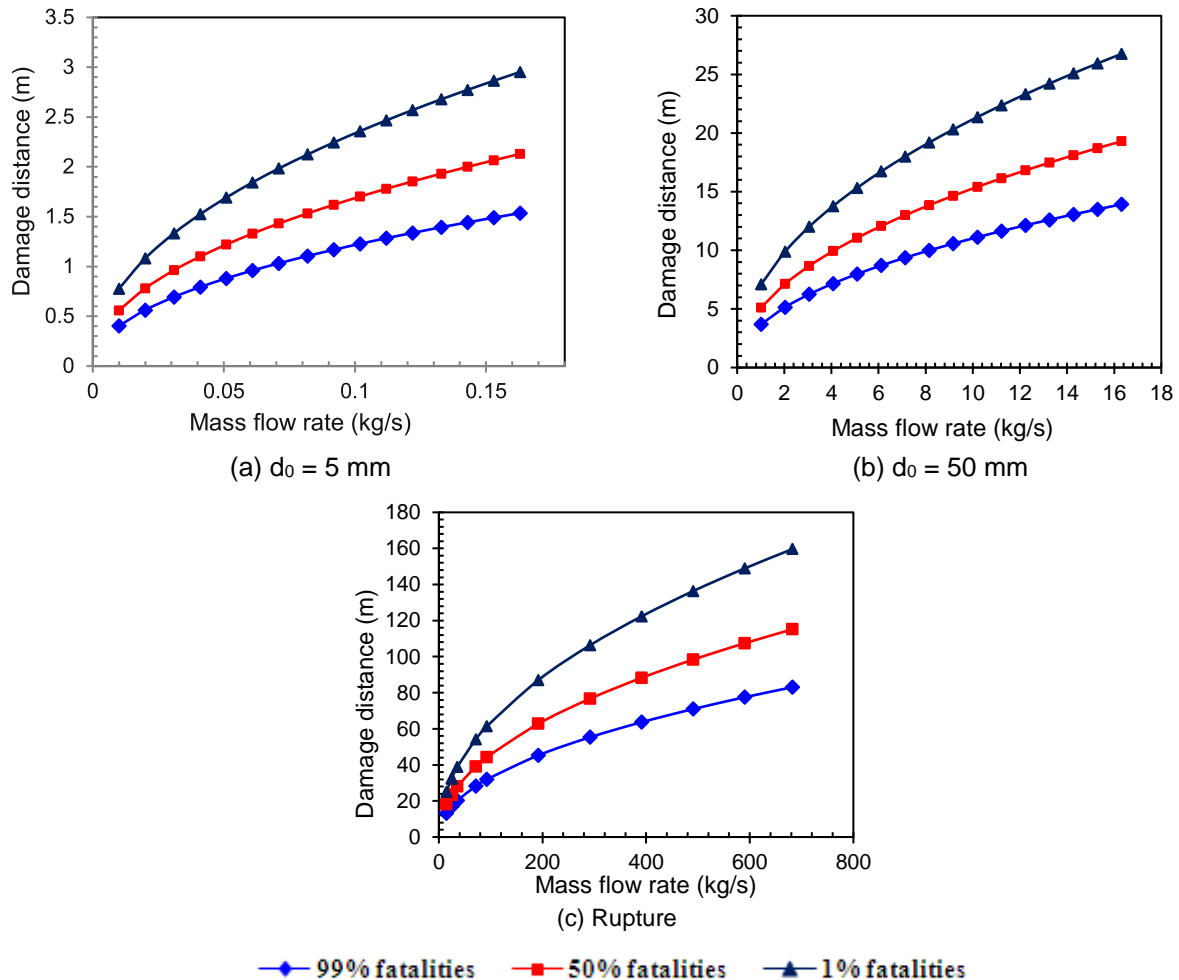 3.5
3
2.5
2
1.5
1
0.5
0
Damage distance (m)
0 0.05 0.1 0.15
Mass flow rate (kg/s)
(a) d₀ = 5 mm
30
25
20
15
10
5
0
Damage distance (m)
0 2 4 6 8 10 12 14 16 18
Mass flow rate (kg/s)
(b) d₀ = 50 mm
180
160
140
120
100
80
60
40
20
0
Damage distance (m)
0 200 400 600 800
Mass flow rate (kg/s)
(c) Rupture
99% fatalities 50% fatalities 1% fatalities